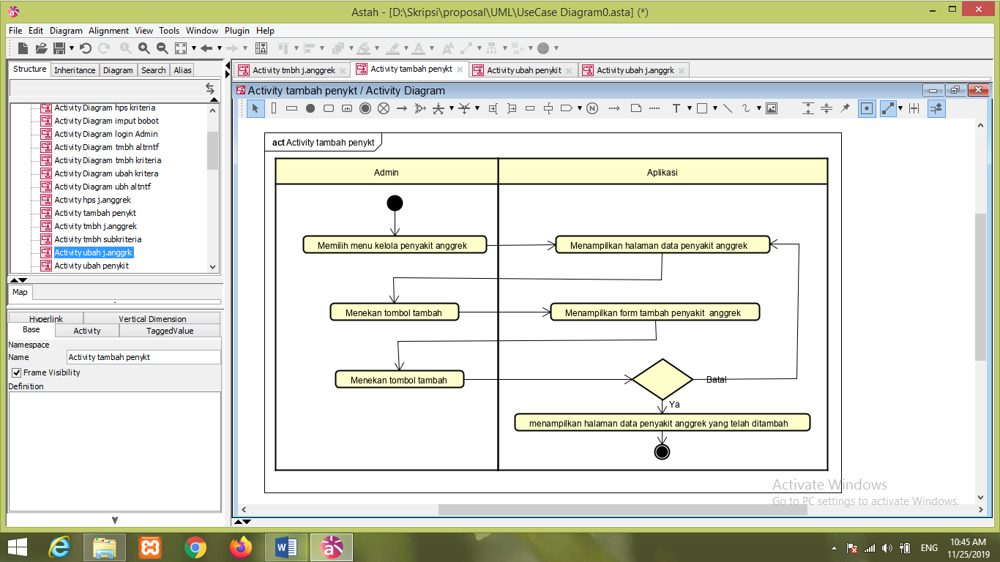 Astah - [D:\Skripsi\proposal\UML\UseCase Diagram0.asta] (*)
File Edit Diagram Alignment View Tools Window Plugin Help
Structure Inheritance Diagram Search Alias
Activity Diagram hps kriteria
Activity Diagram imput bobot
Activity Diagram login Admin
Activity Diagram tmbh altrntf
Activity Diagram tmbh kriteria
Activity Diagram ubah kritera
Activity Diagram ubh altntf
Activity hps j.anggrek
Activity tambah penykt
Activity tmbh j.anggrek
Activity tmbh subkriteria
Activity ubah j.anggrk
Activity ubah penykit
Map
Hyperlink Vertical Dimension
Base Activity TaggedValue
Namespace
Name Activity tambah penykt
Frame Visibility
Definition
Activity tmbh j.anggrek Activity tambah penykt Activity ubah penykit Activity ubah j.anggrk
Activity tambah penykt / Activity Diagram
N T
act Activity tambah penykt
Admin Aplikasi
Memilih menu kelola penyakit anggrek Menampilkan halaman data penyakit anggrek
Menekan tombol tambah Menampilkan form tambah penyakit anggrek
Menekan tombol tambah Batal
Ya
menampilkan halaman data penyakit anggrek yang telah ditambah
Activate Windows
Go to PC settings to activate Windows.
ENG 10:45 AM
11/25/2019